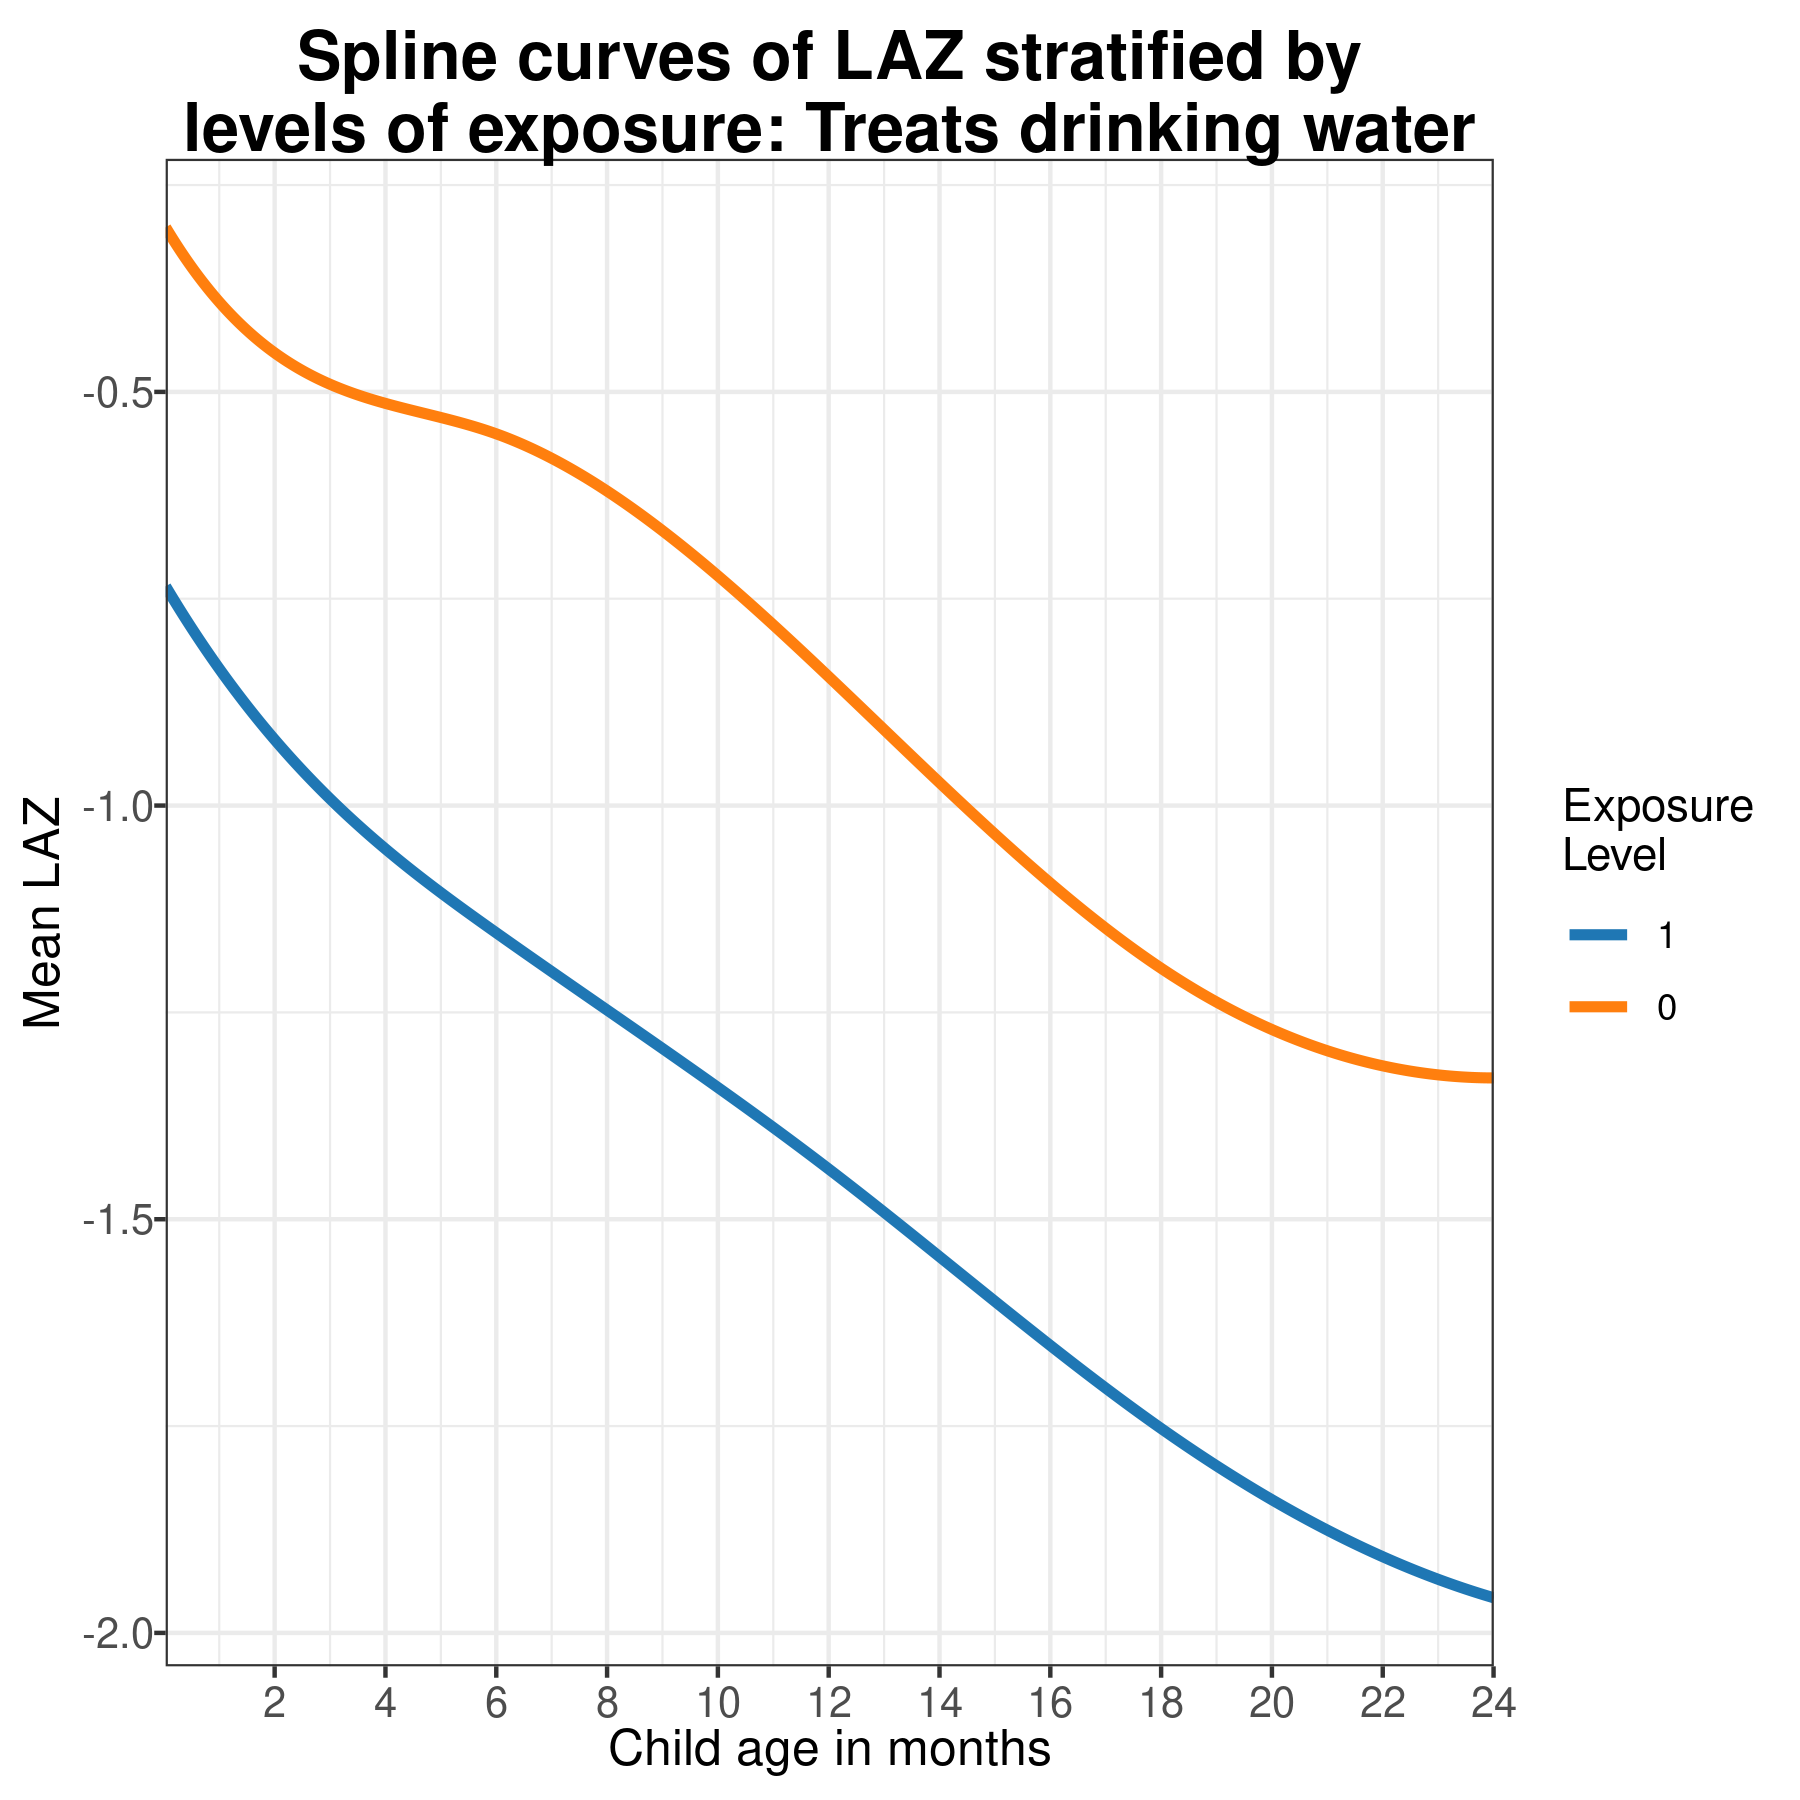 Spline curves of LAZ stratified by
levels of exposure: Treats drinking water
Mean LAZ
-0.5
-1.0
-1.5
-2.0
2 4 6 8 10 12 14 16 18 20 22 24
Child age in months
Exposure
Level
1
0